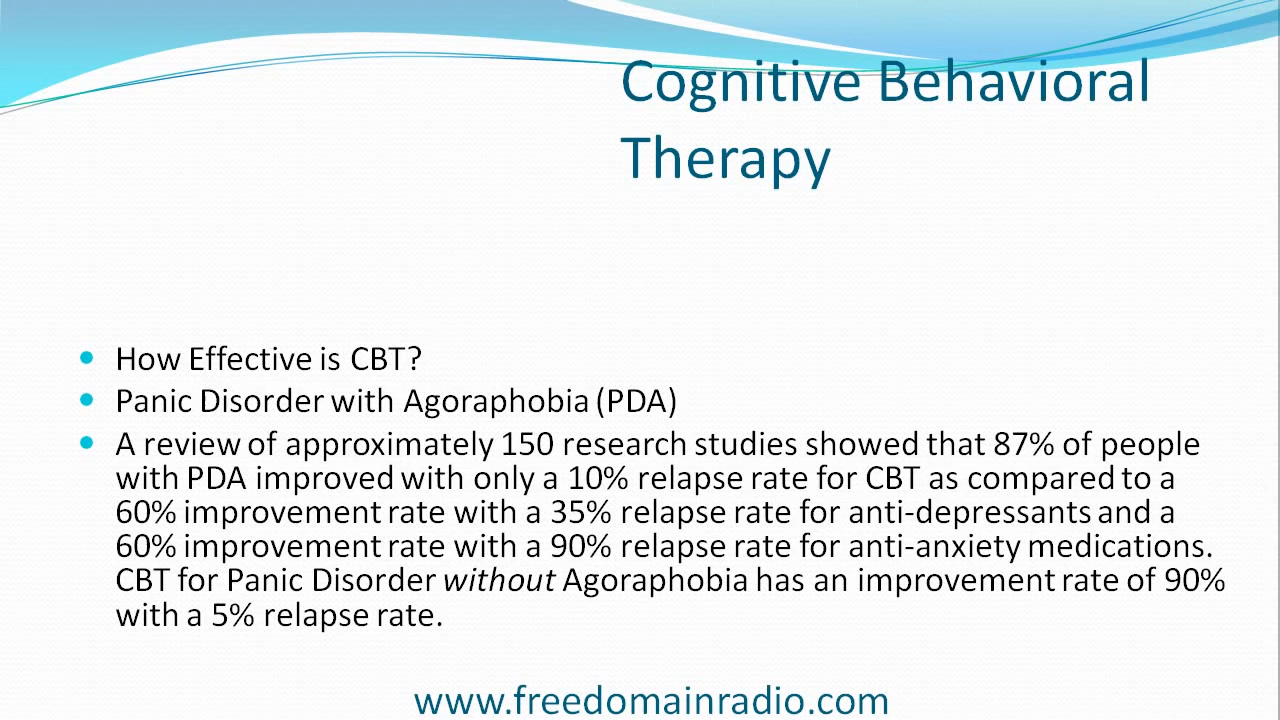 Cognitive Behavioral
Therapy
• How Effective is CBT?
• Panic Disorder with Agoraphobia (PDA)
• A review of approximately 150 research studies showed that 87% of people
with PDA improved with only a 10% relapse rate for CBT as compared to a
60% improvement rate with a 35% relapse rate for anti-depressants and a
60% improvement rate with a 90% relapse rate for anti-anxiety medications.
CBT for Panic Disorder without Agoraphobia has an improvement rate of 90%
with a 5% relapse rate.
www.freedomainradio.com